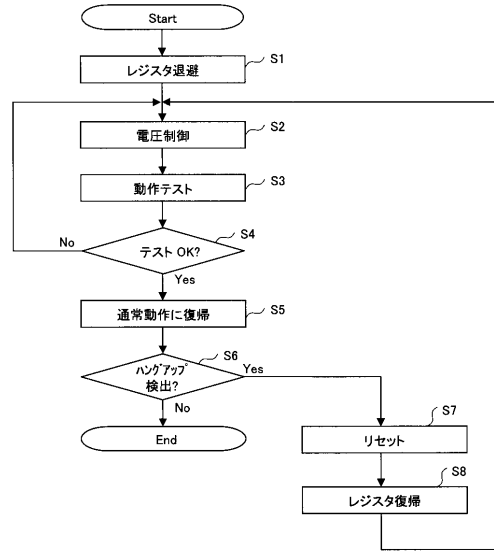 Start
レジスタ退避
S1
電圧制御
S2
動作テスト
S3
S4
No
テスト OK?
Yes
通常動作に復帰
S5
S6
ハングアップ
検出?
Yes
No
End
S7
リセット
S8
レジスタ復帰